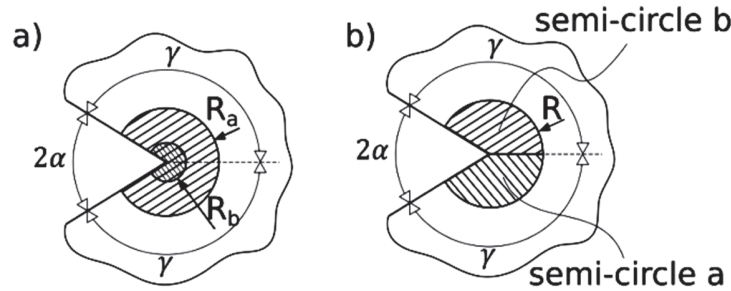 a)
γ
R_a
2α
R_b
γ
b)
semi-circle b
γ
R
2α
γ
semi-circle a